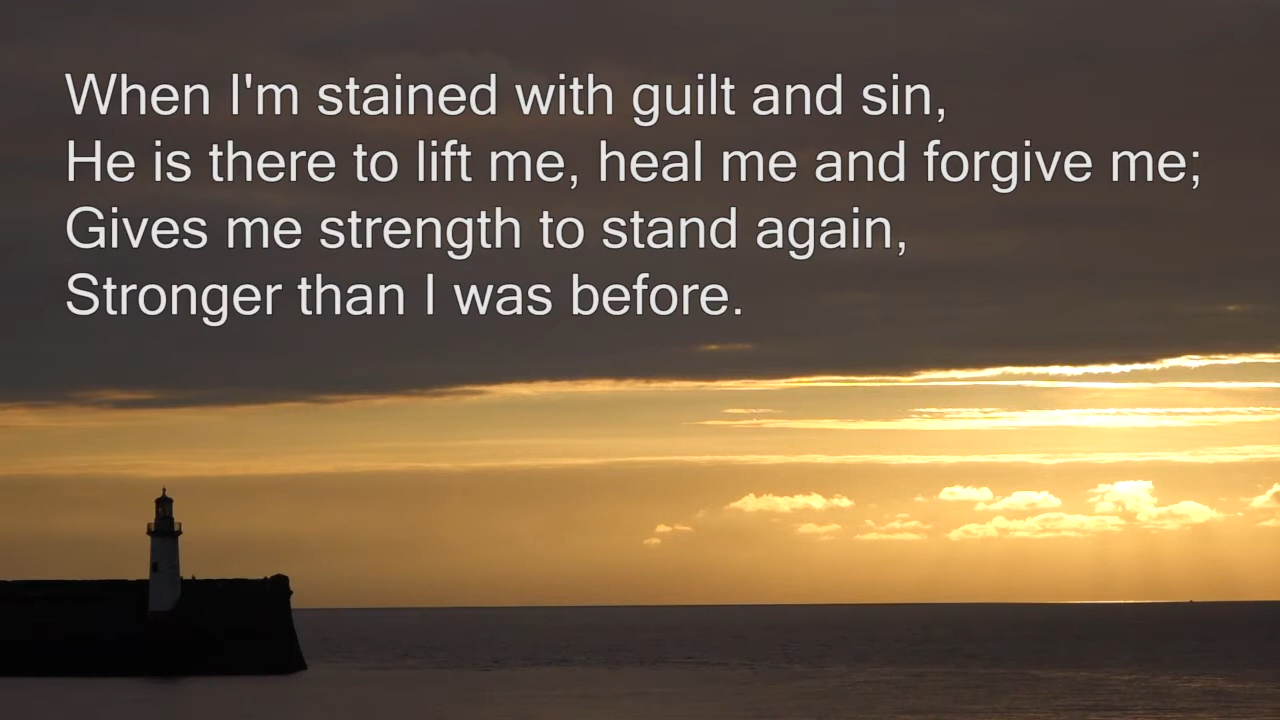 When I'm stained with guilt and sin,
He is there to lift me, heal me and forgive me;
Gives me strength to stand again,
Stronger than I was before.